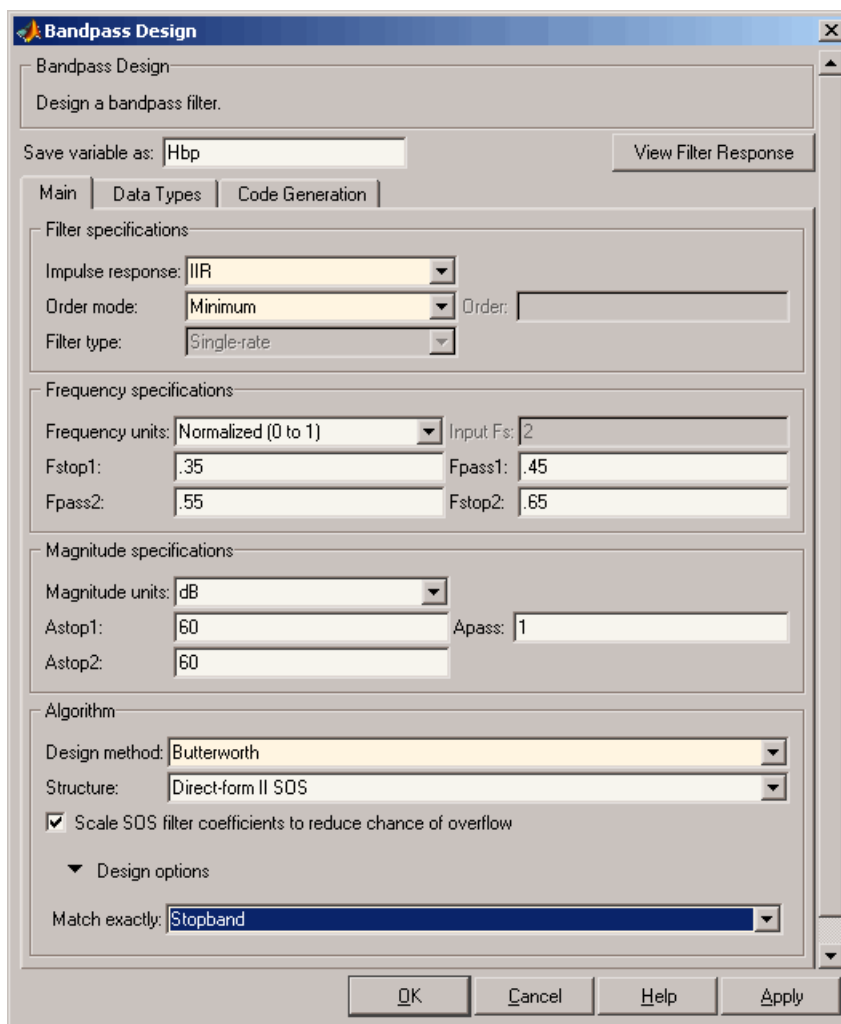 Bandpass Design
Bandpass Design
Design a bandpass filter.
Save variable as: Hbp View Filter Response
Main Data Types Code Generation
Filter specifications
Impulse response: IIR
Order mode: Minimum Order:
Filter type: Single-rate
Frequency specifications
Frequency units: Normalized (0 to 1) Input Fs: 2
Fstop1: .35 Fpass1: .45
Fpass2: .55 Fstop2: .65
Magnitude specifications
Magnitude units: dB
Astop1: 60 Apass: 1
Astop2: 60
Algorithm
Design method: Butterworth
Structure: Direct-form II SOS
Scale SOS filter coefficients to reduce chance of overflow
Design options
Match exactly: Stopband
OK Cancel Help Apply